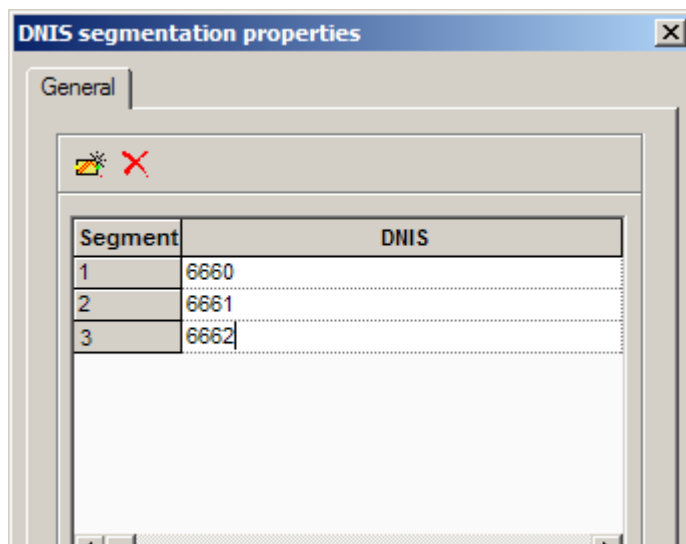 DNIS segmentation properties
General
Segment DNIS
1 6660
2 6661
3 6662